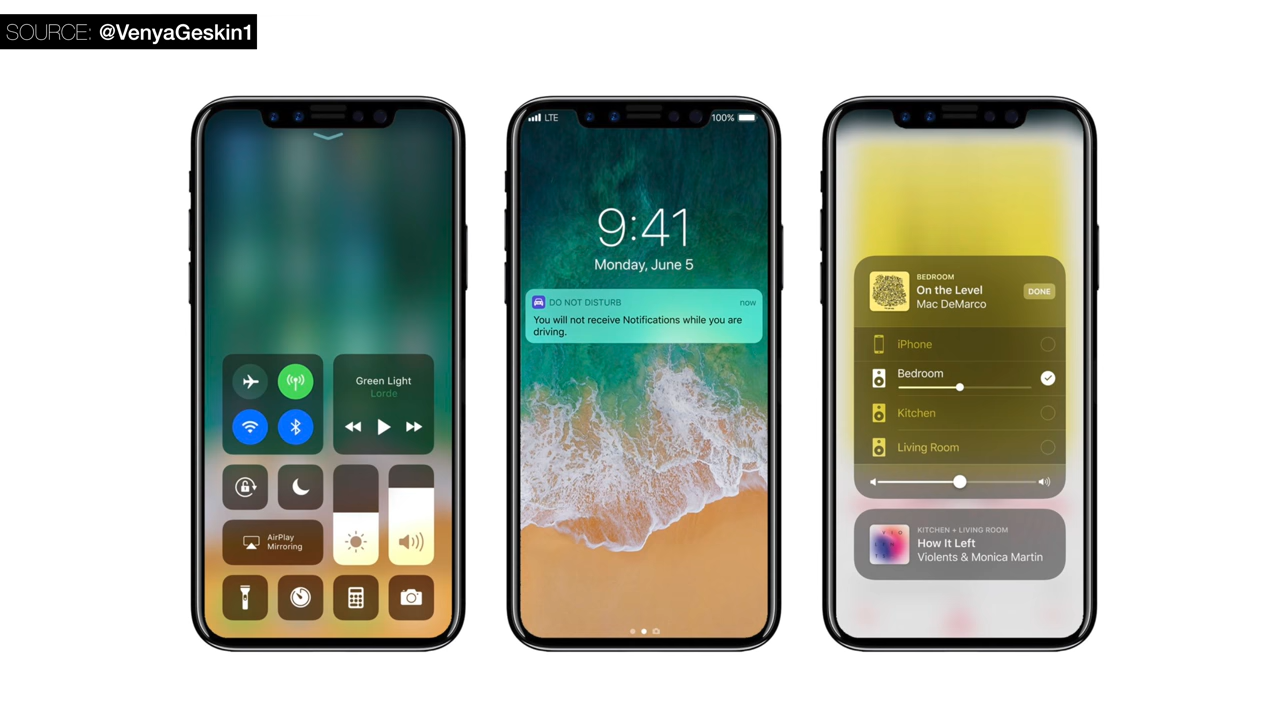 SOURCE: @VenyaGeskin1
Green Light
Lorde
AirPlay
Mirroring
LTE
100%
9:41
Monday, June 5
DO NOT DISTURB now
You will not receive Notifications while you are
driving.
BEDROOM
On the Level
Mac DeMarco
DONE
iPhone
Bedroom
Kitchen
Living Room
KITCHEN + LIVING ROOM
How It Left
Violents & Monica Martin